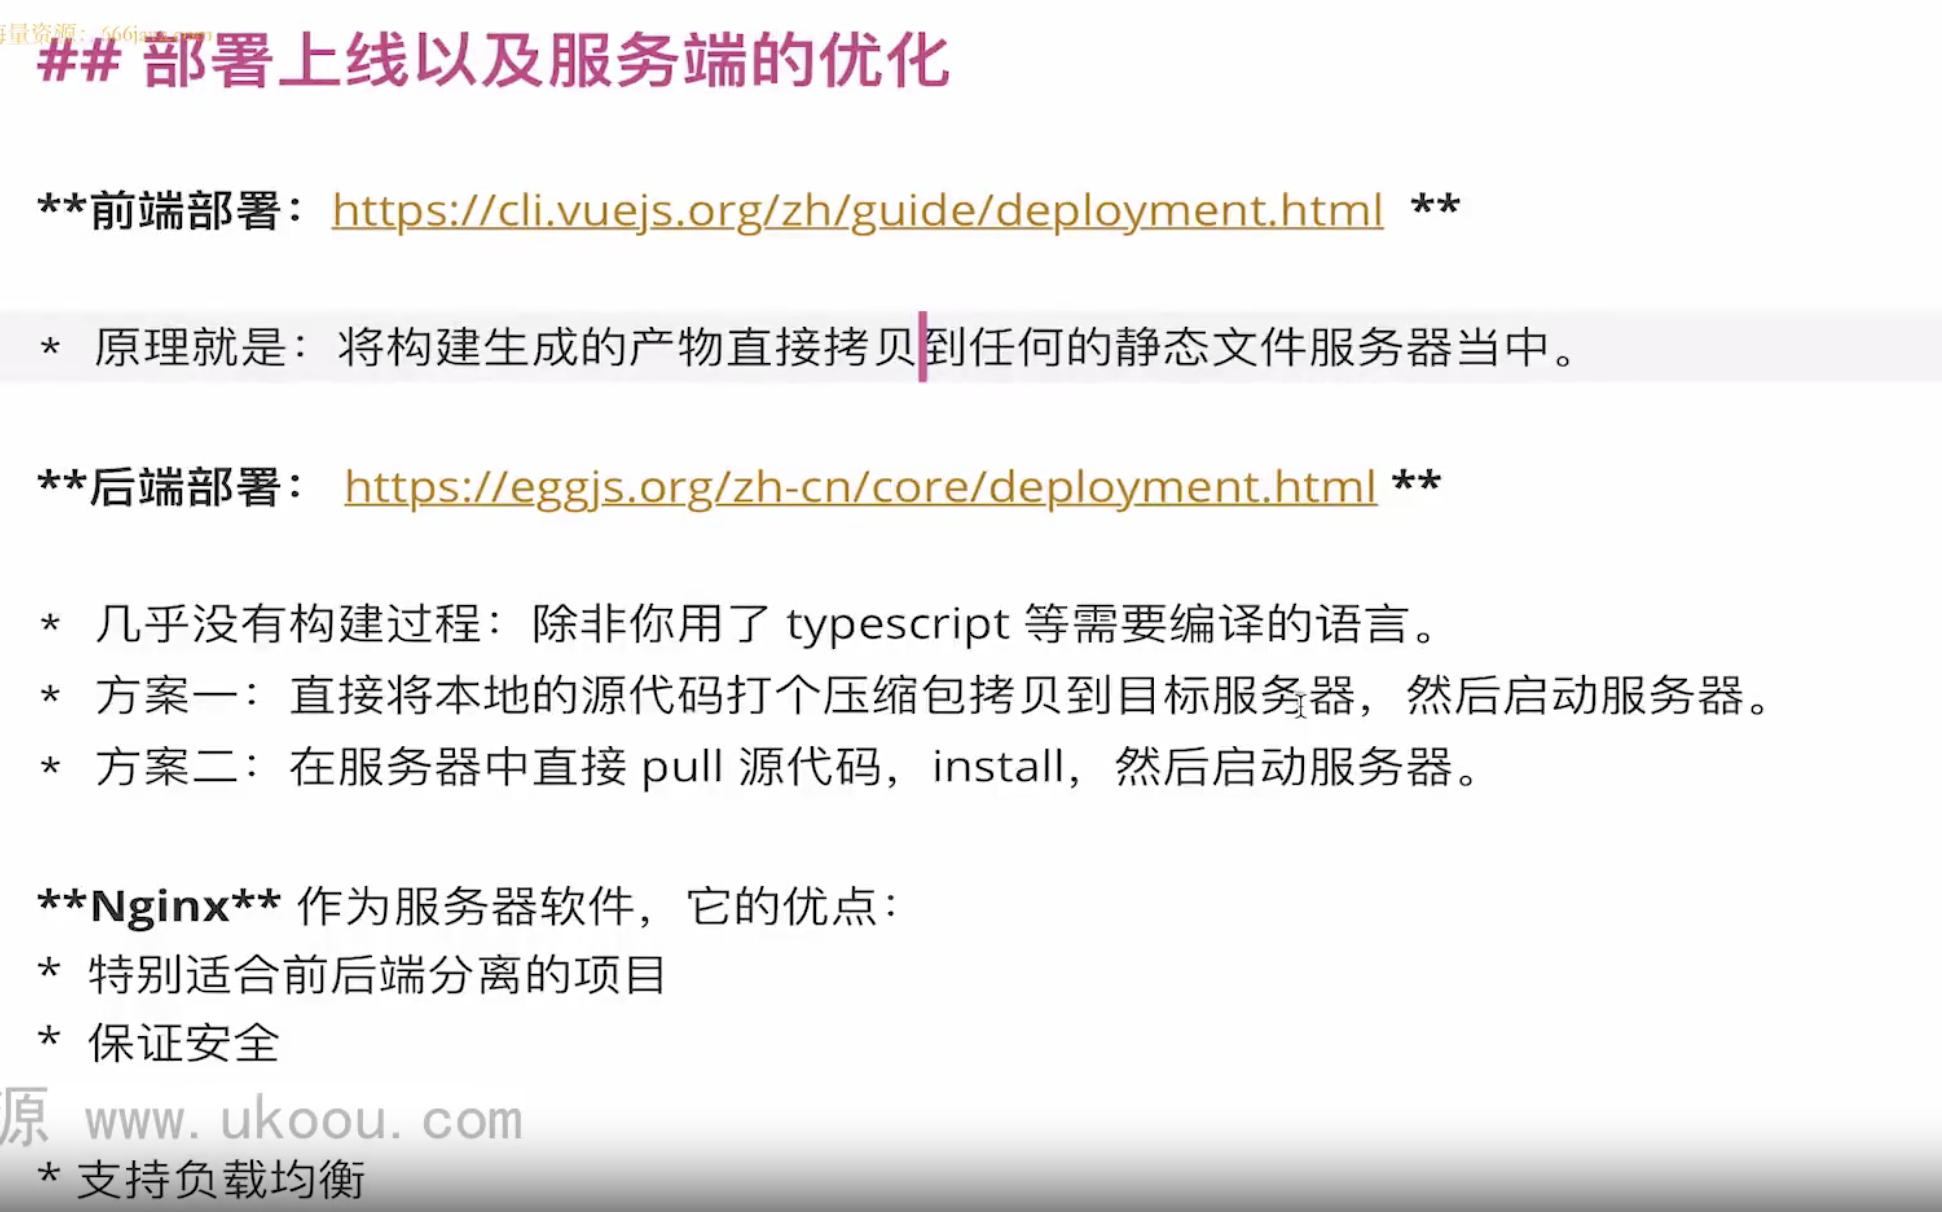 海量资源：666java.com
## 部署上线以及服务端的优化
**前端部署： https://cli.vuejs.org/zh/guide/deployment.html **
* 原理就是：将构建生成的产物直接拷贝到任何的静态文件服务器当中。
**后端部署： https://eggjs.org/zh-cn/core/deployment.html **
* 几乎没有构建过程：除非你用了 typescript 等需要编译的语言。
* 方案一：直接将本地的源代码打个压缩包拷贝到目标服务器，然后启动服务器。
* 方案二：在服务器中直接 pull 源代码，install，然后启动服务器。
**Nginx** 作为服务器软件，它的优点：
* 特别适合前后端分离的项目
* 保证安全
源 www.ukoou.com
* 支持负载均衡